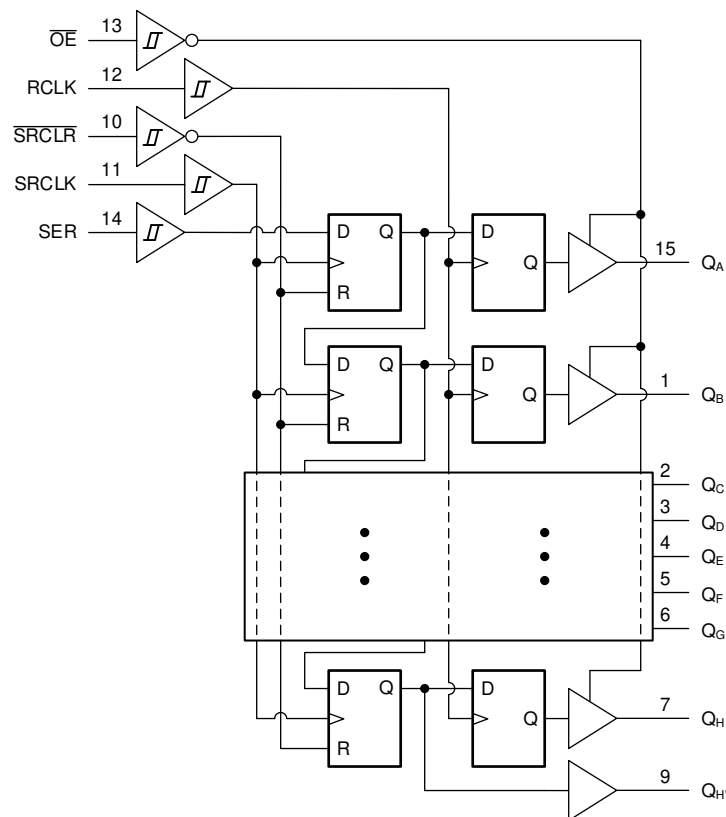 OE 13
RCLK 12
SRCLR 10
SRCLK 11
SER 14
D Q D
Q 15 QA
R
D Q D
Q 1 QB
R
2 QC
3 QD
4 QE
5 QF
6 QG
D Q D
Q 7 QH
R
9 QH'